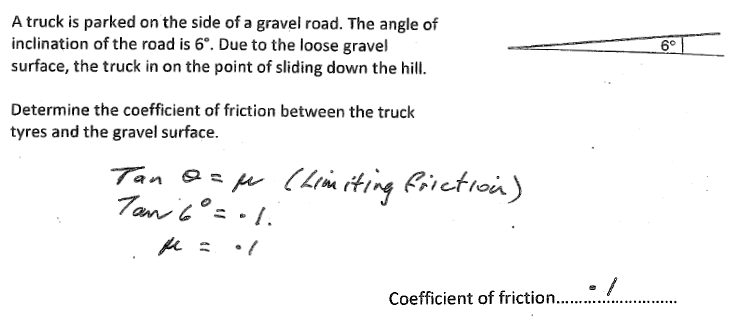 A truck is parked on the side of a gravel road. The angle of
inclination of the road is 6°. Due to the loose gravel
surface, the truck in on the point of sliding down the hill.
6°
Determine the coefficient of friction between the truck
tyres and the gravel surface.
Tan θ = μ (Limiting friction)
Tan 6° = .1.
μ = .1
Coefficient of friction.... .1 ............